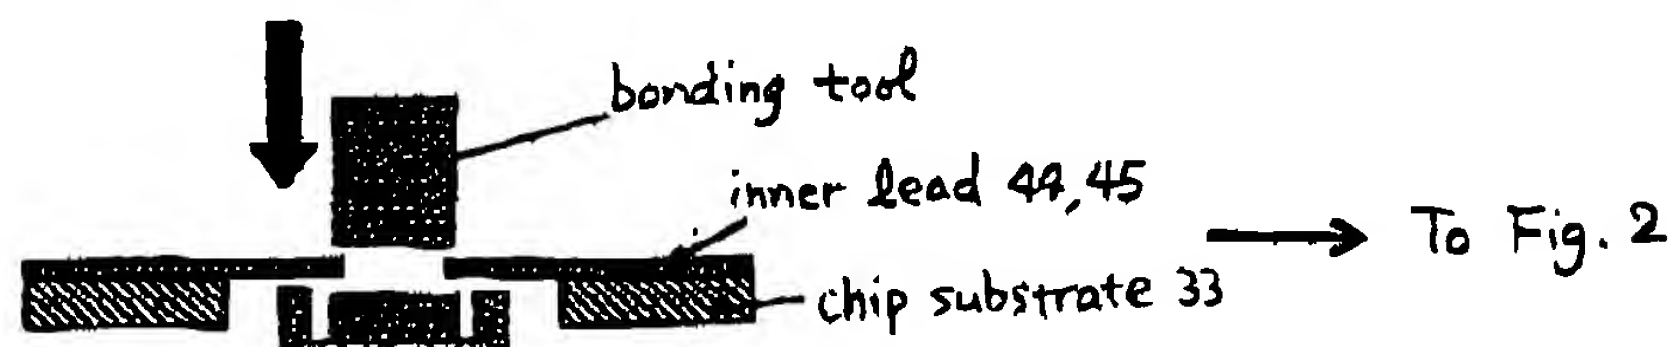 bonding tool
inner lead 44,45
To Fig. 2
chip substrate 33